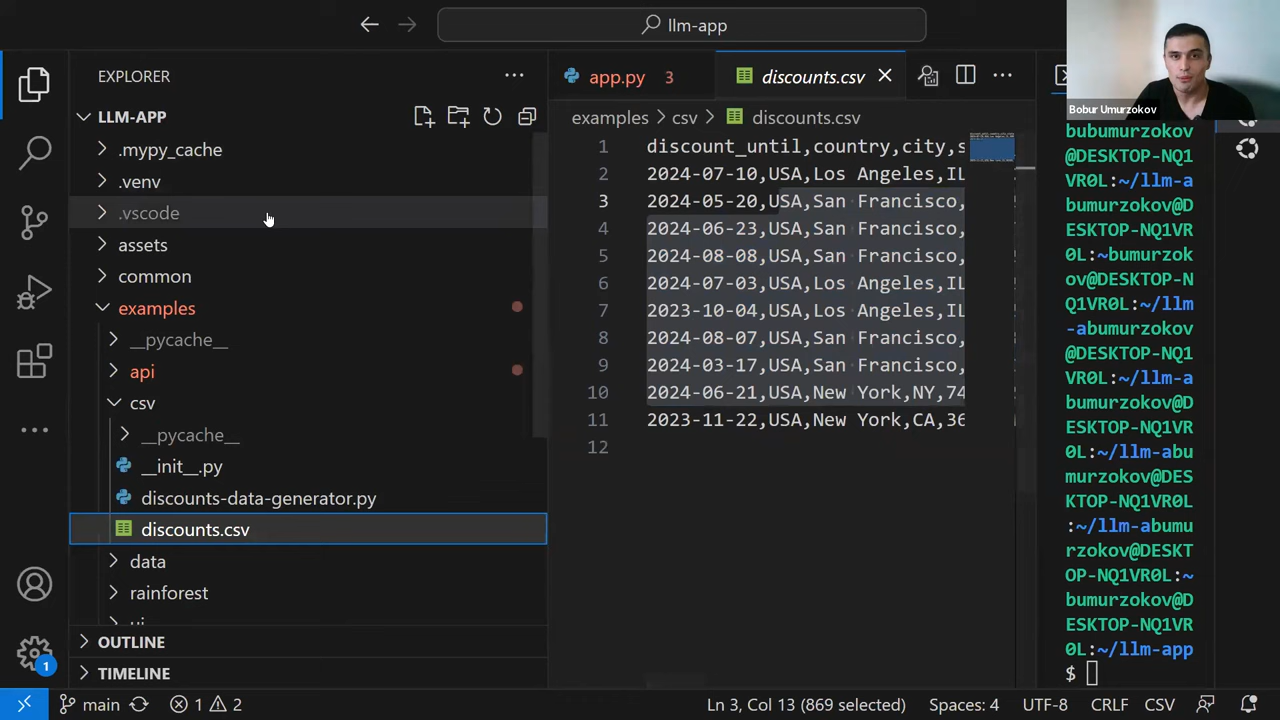 llm-app
Bobur Umurzokov
EXPLORER
LLM-APP
.mypy_cache
.venv
.vscode
assets
common
examples
__pycache__
api
csv
__pycache__
__init__.py
discounts-data-generator.py
discounts.csv
data
rainforest
OUTLINE
TIMELINE
1
app.py 3
discounts.csv
examples csv discounts.csv
1 discount_until,country,city,s
2 2024-07-10,USA,Los Angeles,IL
3 2024-05-20,USA,San Francisco,
4 2024-06-23,USA,San Francisco,
5 2024-08-08,USA,San Francisco,
6 2024-07-03,USA,Los Angeles,IL
7 2023-10-04,USA,Los Angeles,IL
8 2024-08-07,USA,San Francisco,
9 2024-03-17,USA,San Francisco,
10 2024-06-21,USA,New York,NY,74
11 2023-11-22,USA,New York,CA,36
12
bubumurzokov
@DESKTOP-NQ1
VR0L:~/llm-a
bubumurzokov@D
ESKTOP-NQ1VR
0L:~bumurzok
ov@DESKTOP-N
Q1VR0L:~/llm
-abumurzokov
@DESKTOP-NQ1
VR0L:~/llm-a
bumurzokov@D
ESKTOP-NQ1VR
0L:~/llm-abu
murzokov@DES
KTOP-NQ1VR0L
:~/llm-abumu
rzokov@DESKT
OP-NQ1VR0L:~
bumurzokov@D
ESKTOP-NQ1VR
0L:~/llm-app
$
main 1 2
Ln 3, Col 13 (869 selected)
Spaces: 4
UTF-8
CRLF
CSV